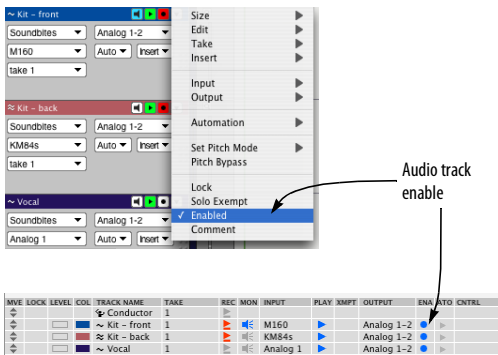 ~ Kit – front
Soundbites
Analog 1-2
M160
Auto
Insert
take 1
≈ Kit – back
Soundbites
Analog 1-2
KM84s
Auto
Insert
take 1
~ Vocal
Soundbites
Analog 1-2
Analog 1
Auto
Insert
Size
Edit
Take
Insert
Input
Output
Automation
Set Pitch Mode
Pitch Bypass
Lock
Solo Exempt
✓ Enabled
Comment
Audio track
enable
MVE LOCK LEVEL COL TRACK NAME TAKE REC MON INPUT PLAY XMPT OUTPUT ENA ATO CNTRL
Conductor 1
~ Kit – front 1 M160 Analog 1–2
≈ Kit – back 1 KM84s Analog 1–2
~ Vocal 1 Analog 1 Analog 1–2